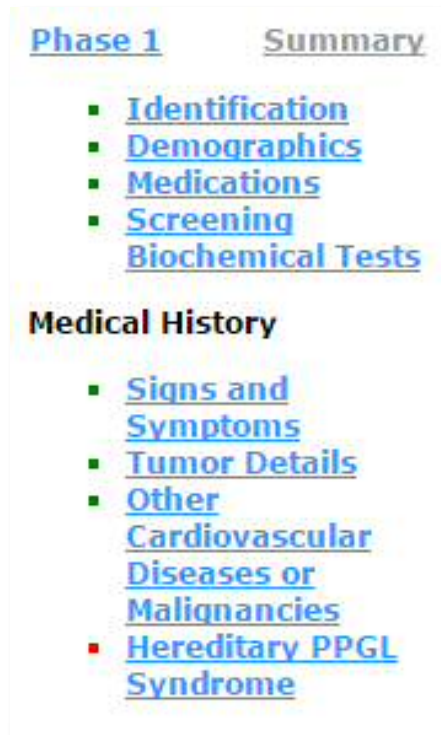 Phase 1 Summary
Identification
Demographics
Medications
Screening
Biochemical Tests
Medical History
Signs and
Symptoms
Tumor Details
Other
Cardiovascular
Diseases or
Malignancies
Hereditary PPGL
Syndrome